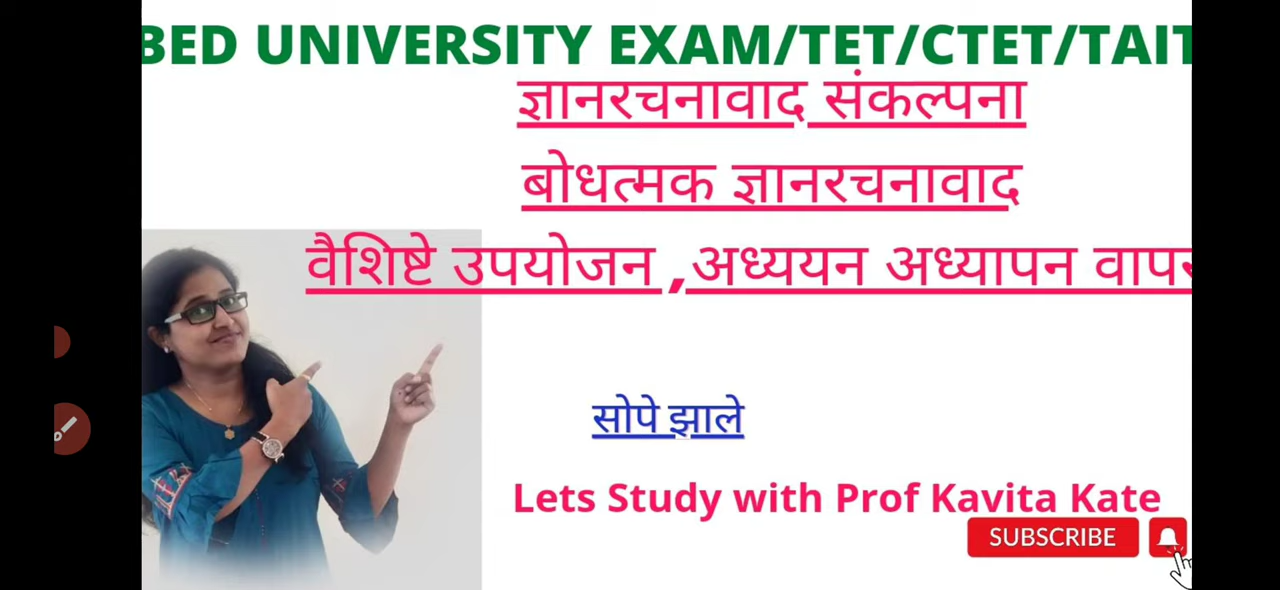 BED UNIVERSITY EXAM/TET/CTET/TAIT
ज्ञानरचनावाद संकल्पना
बोधत्मक ज्ञानरचनावाद
वैशिष्टे उपयोजन ,अध्ययन अध्यापन
सोपे झाले
Lets Study with Prof Kavita Kate
SUBSCRIBE